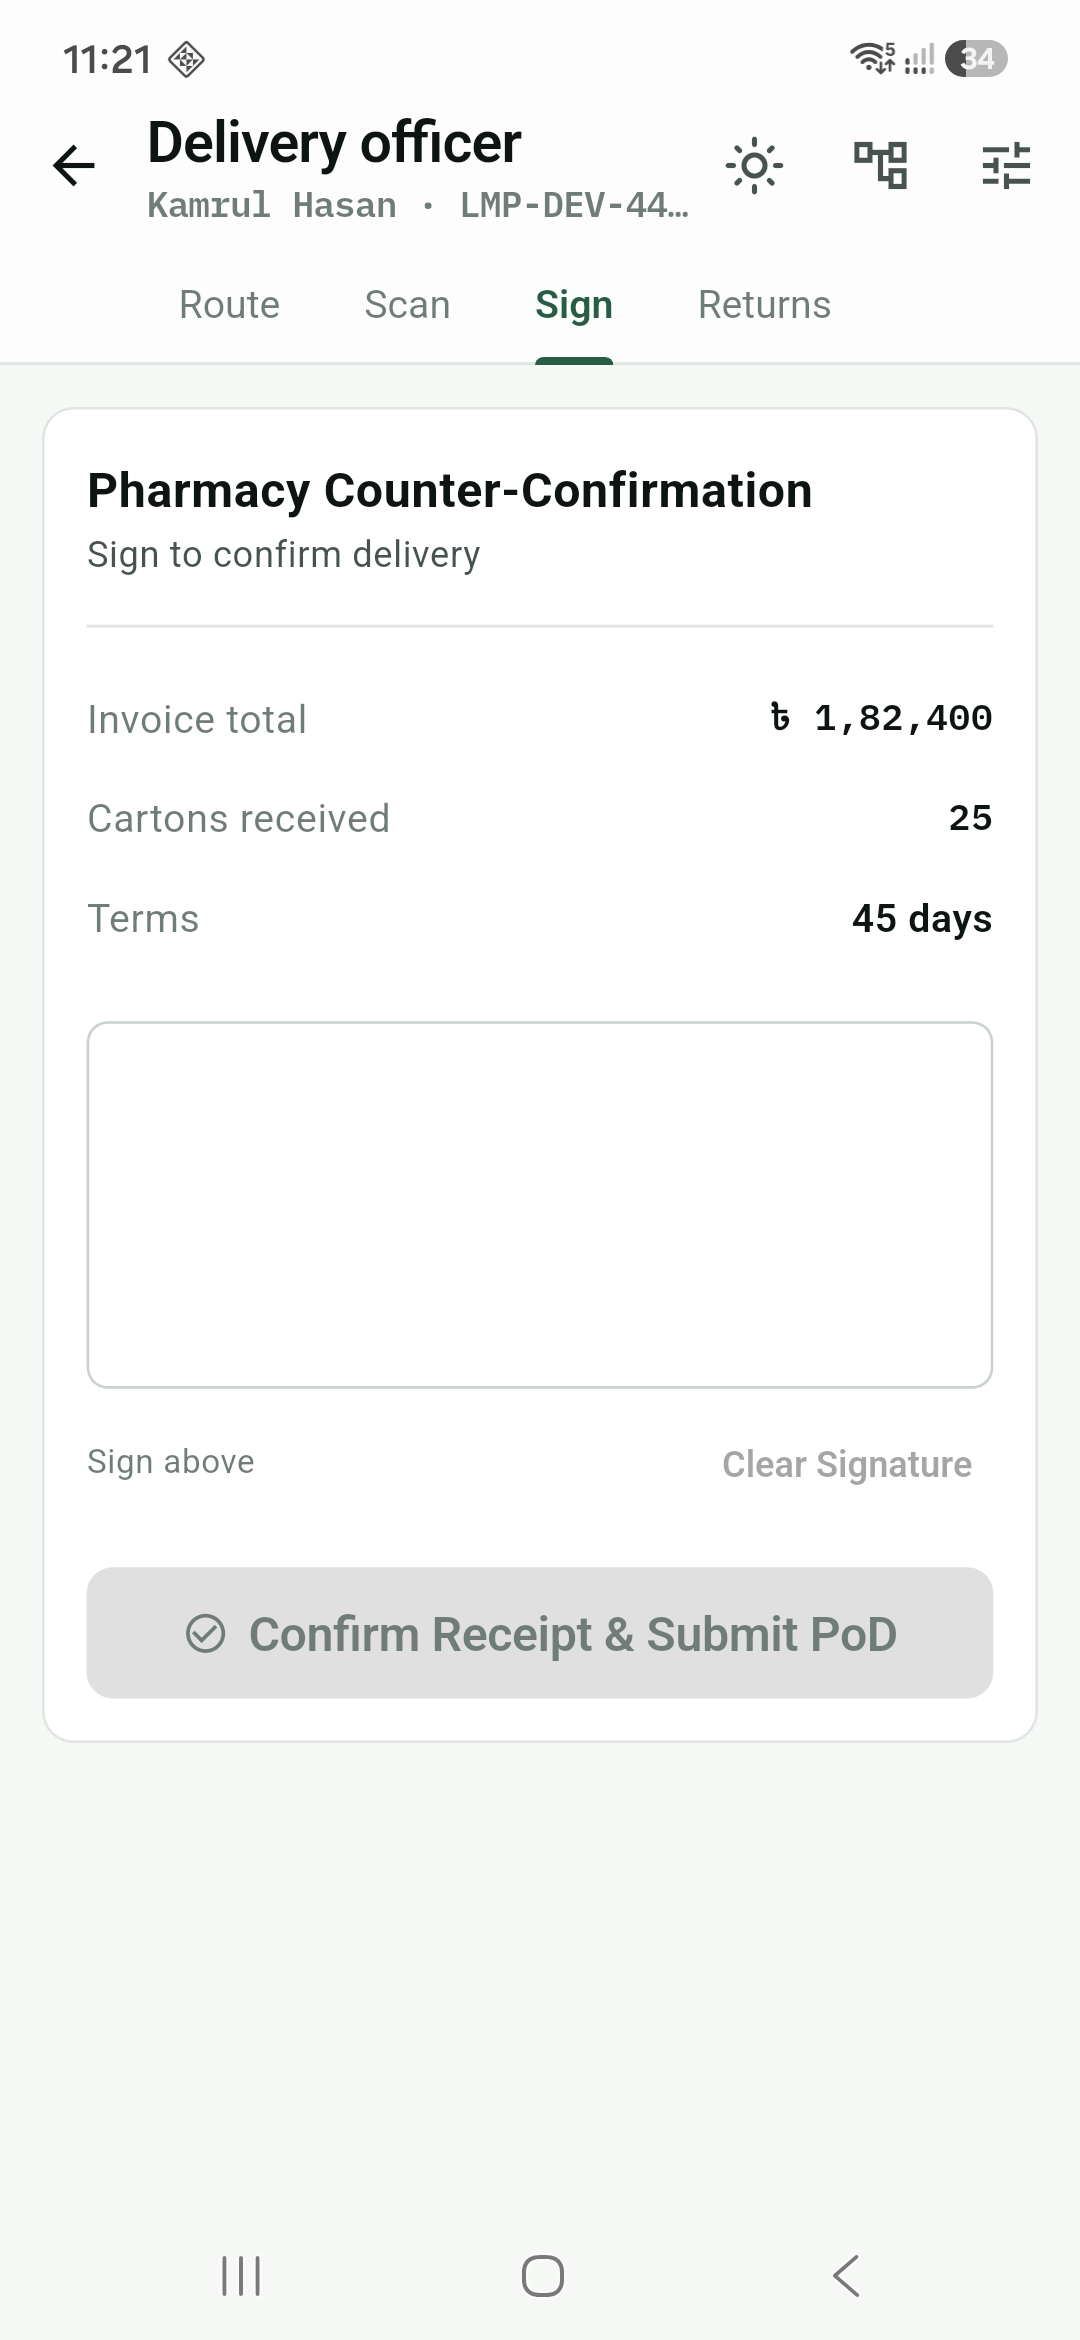 11:21
5
34
Delivery officer
Kamrul Hasan · LMP-DEV-44…
Route
Scan
Sign
Returns
Pharmacy Counter-Confirmation
Sign to confirm delivery
Invoice total
৳ 1,82,400
Cartons received
25
Terms
45 days
Sign above
Clear Signature
Confirm Receipt & Submit PoD